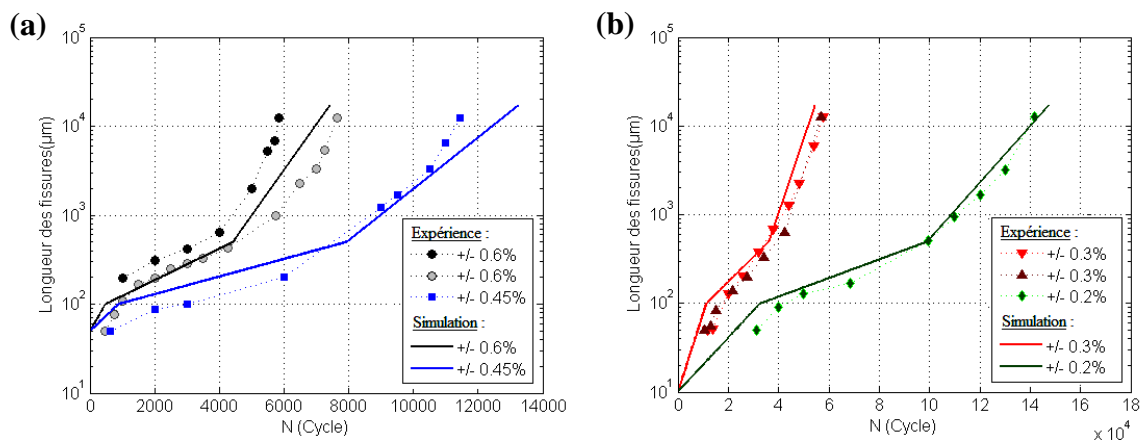 (a)
10^5
10^4
10^3
10^2
10^1
Longueur des fissures(µm)
0 2000 4000 6000 8000 10000 12000 14000
N (Cycle)
Expérience :
+/- 0.6%
+/- 0.6%
+/- 0.45%
Simulation :
+/- 0.6%
+/- 0.45%
(b)
10^5
10^4
10^3
10^2
10^1
Longueur des fissures(µm)
0 2 4 6 8 10 12 14 16 18
N (Cycle)
x 10^4
Expérience :
+/- 0.3%
+/- 0.3%
+/- 0.2%
Simulation :
+/- 0.3%
+/- 0.2%